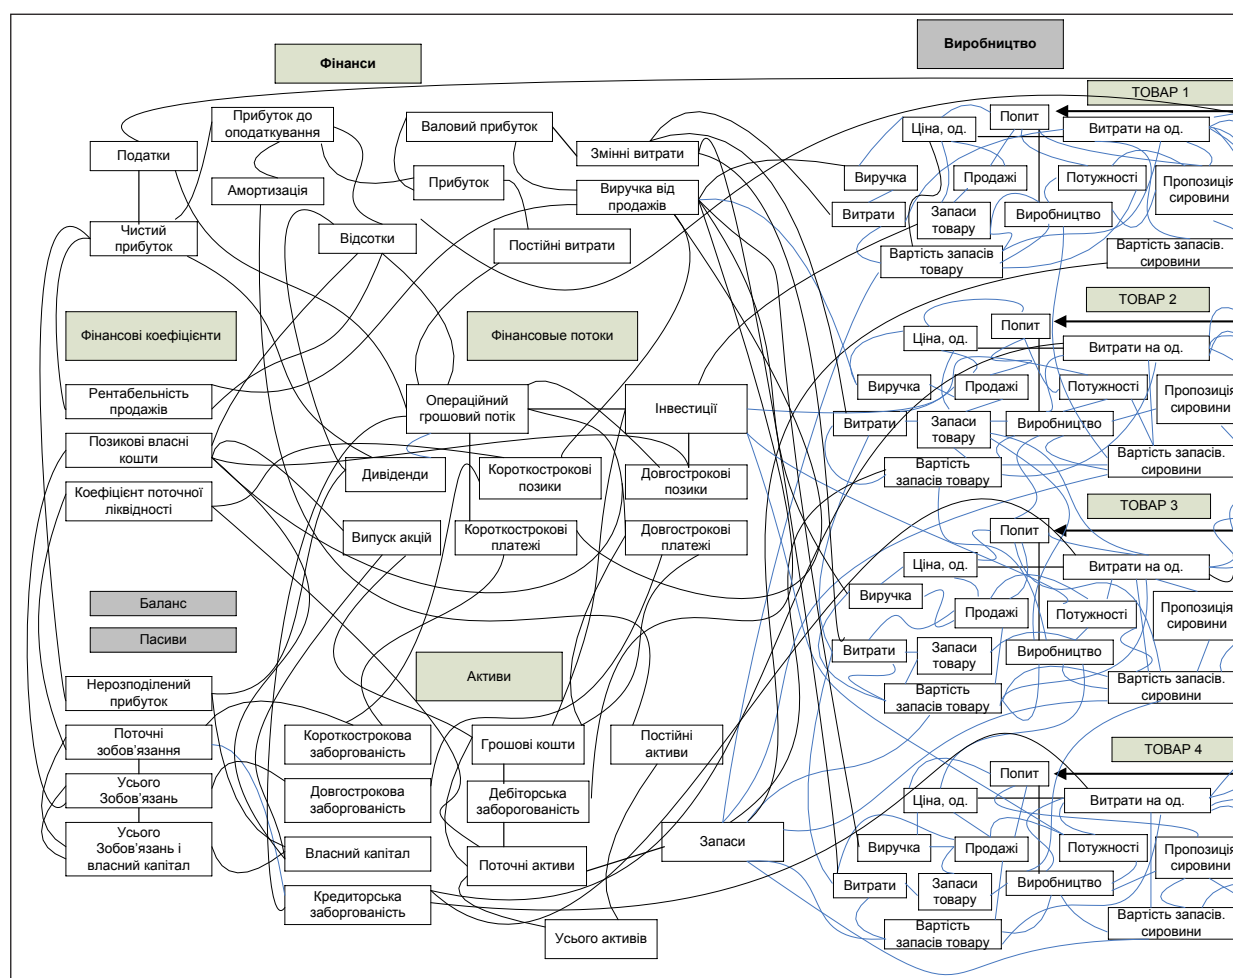 Фінанси
Виробництво
Прибуток до
оподаткування
Валовий прибуток
Податки
Змінні витрати
Амортизація
Прибуток
Виручка від
продажів
Чистий
прибуток
Відсотки
Постійні витрати
Фінансові коефіцієнти
Фінансовые потоки
Рентабельність
продажів
Операційний
грошовий потік
Інвестиції
Позикові власні
кошти
Дивіденди
Короткострокові
позики
Довгострокові
позики
Коефіцієнт поточної
ліквідності
Випуск акцій
Короткострокові
платежі
Довгострокові
платежі
Баланс
Пасиви
Активи
Нерозподілений
прибуток
Поточні
зобов’язання
Короткострокова
заборгованість
Грошові кошти
Постійні
активи
Усього
Зобов’язань
Довгострокова
заборгованість
Дебіторська
заборогованість
Усього
Зобов’язань і
власний капітал
Власний капітал
Поточні активи
Запаси
Кредиторська
заборгованість
Усього активів
ТОВАР 1
Попит
Ціна, од.
Витрати на од.
Виручка
Продажі
Потужності
Пропозиція
сировини
Витрати
Запаси
товару
Виробництво
Вартість запасів
товару
Вартість запасів.
сировини
ТОВАР 2
Попит
Ціна, од.
Витрати на од.
Виручка
Продажі
Потужності
Пропозиція
сировини
Витрати
Запаси
товару
Виробництво
Вартість
запасів товару
Вартість запасів.
сировини
ТОВАР 3
Попит
Ціна, од.
Витрати на од.
Виручка
Продажі
Потужності
Пропозиція
сировини
Витрати
Запаси
товару
Виробництво
Вартість
запасів товару
Вартість запасів.
сировини
ТОВАР 4
Попит
Ціна, од.
Витрати на од.
Виручка
Продажі
Потужності
Пропозиція
сировини
Витрати
Запаси
товару
Виробництво
Вартість
запасів товару
Вартість запасів.
сировини